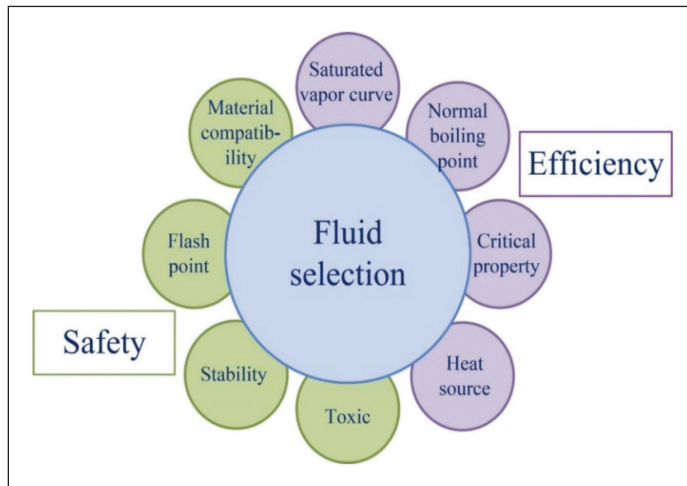 Saturated
vapor curve
Material
compatib-
ility
Normal
boiling
point
Efficiency
Flash
point
Fluid
selection
Critical
property
Safety
Stability
Toxic
Heat
source